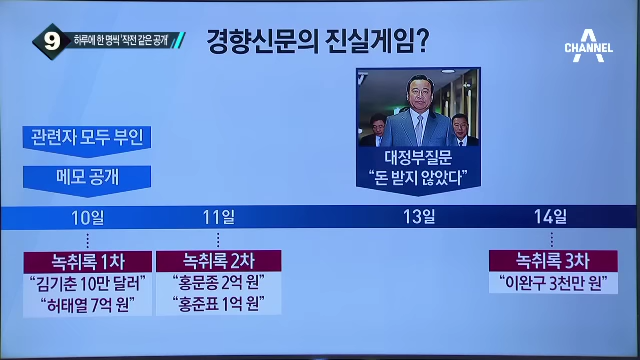 9
하루에 한 명씩 '작전 같은 공개'
경향신문의 진실게임?
CHANNEL A
관련자 모두 부인
메모 공개
대정부질문
“돈 받지 않았다”
10일
11일
13일
14일
녹취록 1차
“김기춘 10만 달러”
“허태열 7억 원”
녹취록 2차
“홍문종 2억 원”
“홍준표 1억 원”
녹취록 3차
“이완구 3천만 원”